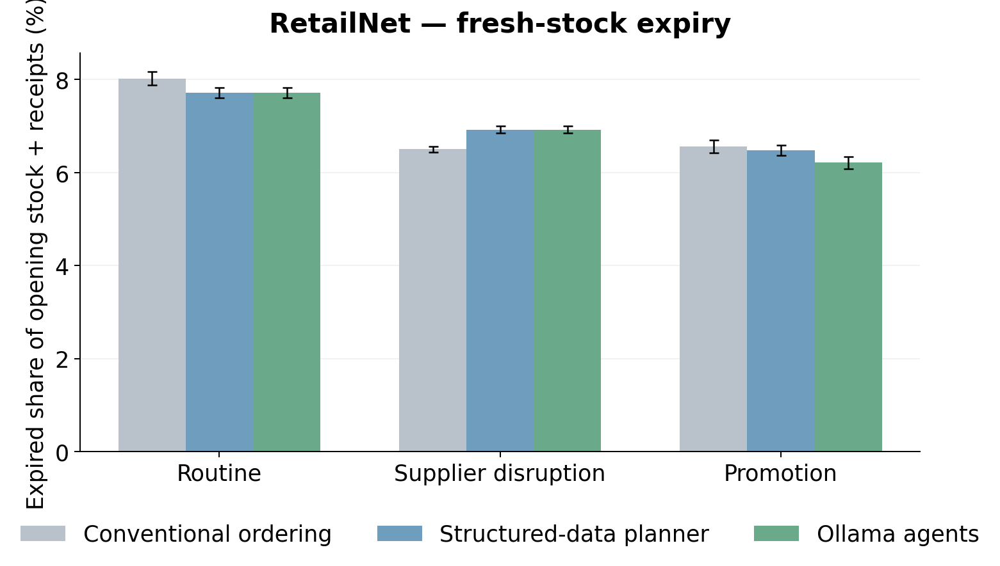 RetailNet — fresh-stock expiry
Expired share of opening stock + receipts (%)
8
6
4
2
0
Routine
Supplier disruption
Promotion
Conventional ordering
Structured-data planner
Ollama agents